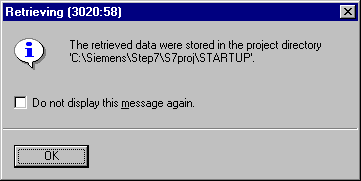 Retrieving (3020:58)
The retrieved data were stored in the project directory
'C:\Siemens\Step7\S7proj\STARTUP'.
Do not display this message again.
OK